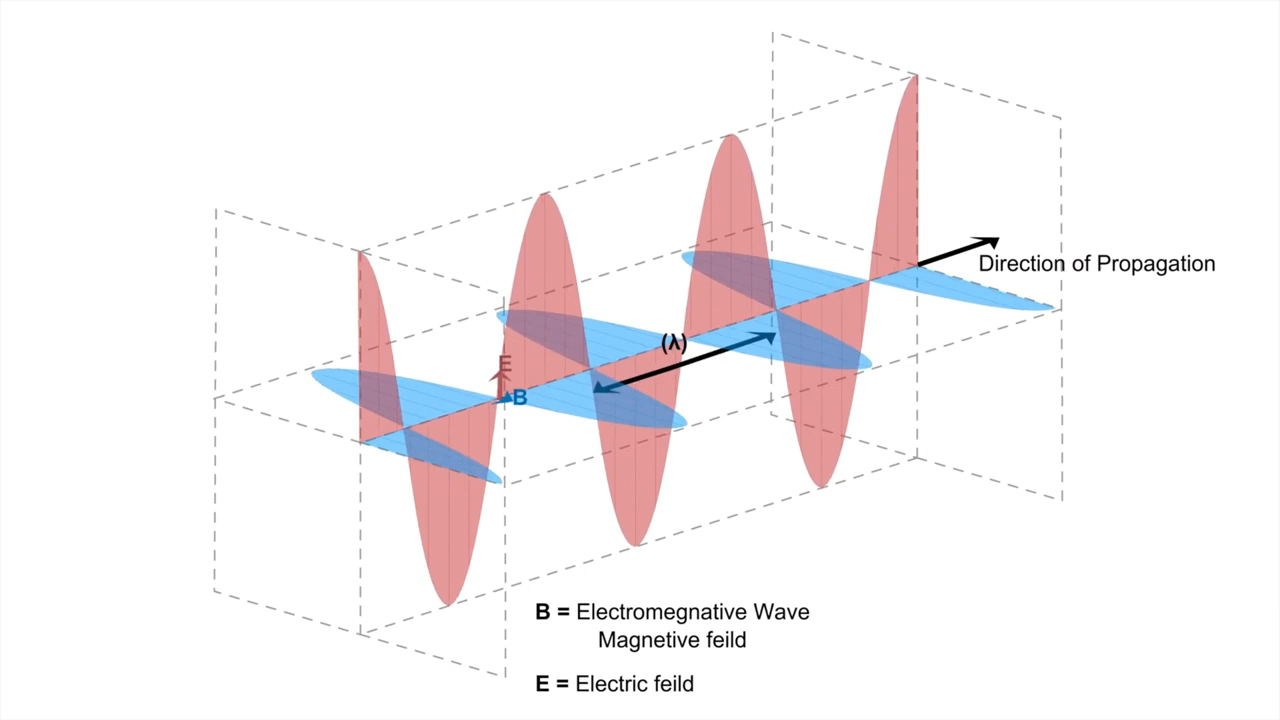 Direction of Propagation
(λ)
E
B
B = Electromegnative Wave
Magnetive feild
E = Electric feild